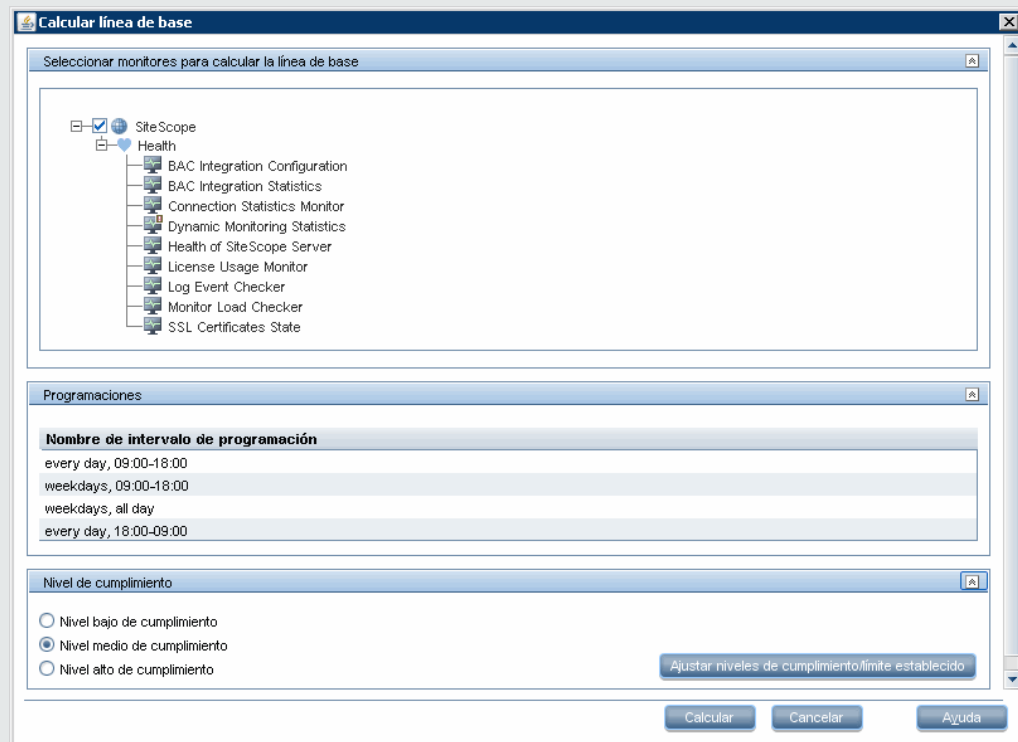 Calcular línea de base
Seleccionar monitores para calcular la línea de base
SiteScope
Health
BAC Integration Configuration
BAC Integration Statistics
Connection Statistics Monitor
Dynamic Monitoring Statistics
Health of SiteScope Server
License Usage Monitor
Log Event Checker
Monitor Load Checker
SSL Certificates State
Programaciones
Nombre de intervalo de programación
every day, 09:00-18:00
weekdays, 09:00-18:00
weekdays, all day
every day, 18:00-09:00
Nivel de cumplimiento
Nivel bajo de cumplimiento
Nivel medio de cumplimiento
Nivel alto de cumplimiento
Ajustar niveles de cumplimiento/límite establecido
Calcular Cancelar Ayuda